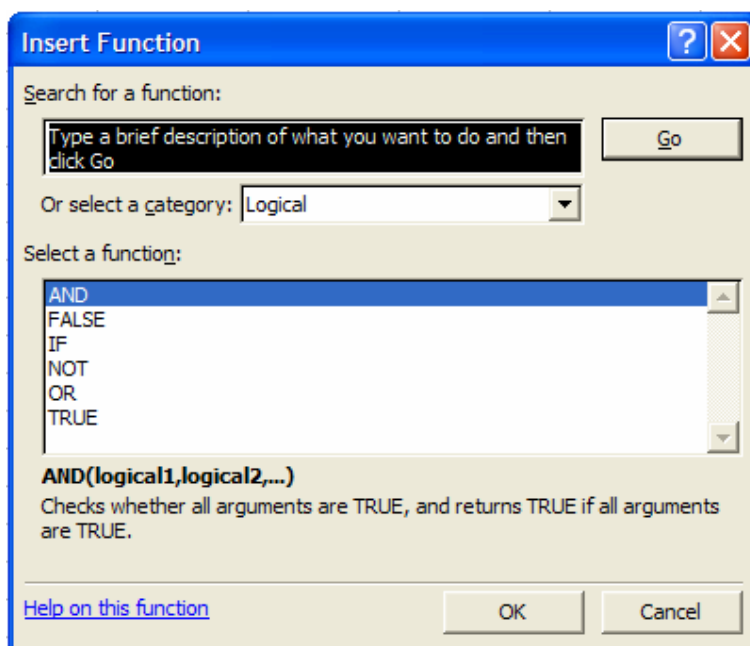 Insert Function
Search for a function:
Type a brief description of what you want to do and then
click Go
Go
Or select a category: Logical
Select a function:
AND
FALSE
IF
NOT
OR
TRUE
AND(logical1,logical2,...)
Checks whether all arguments are TRUE, and returns TRUE if all arguments
are TRUE.
Help on this function
OK
Cancel